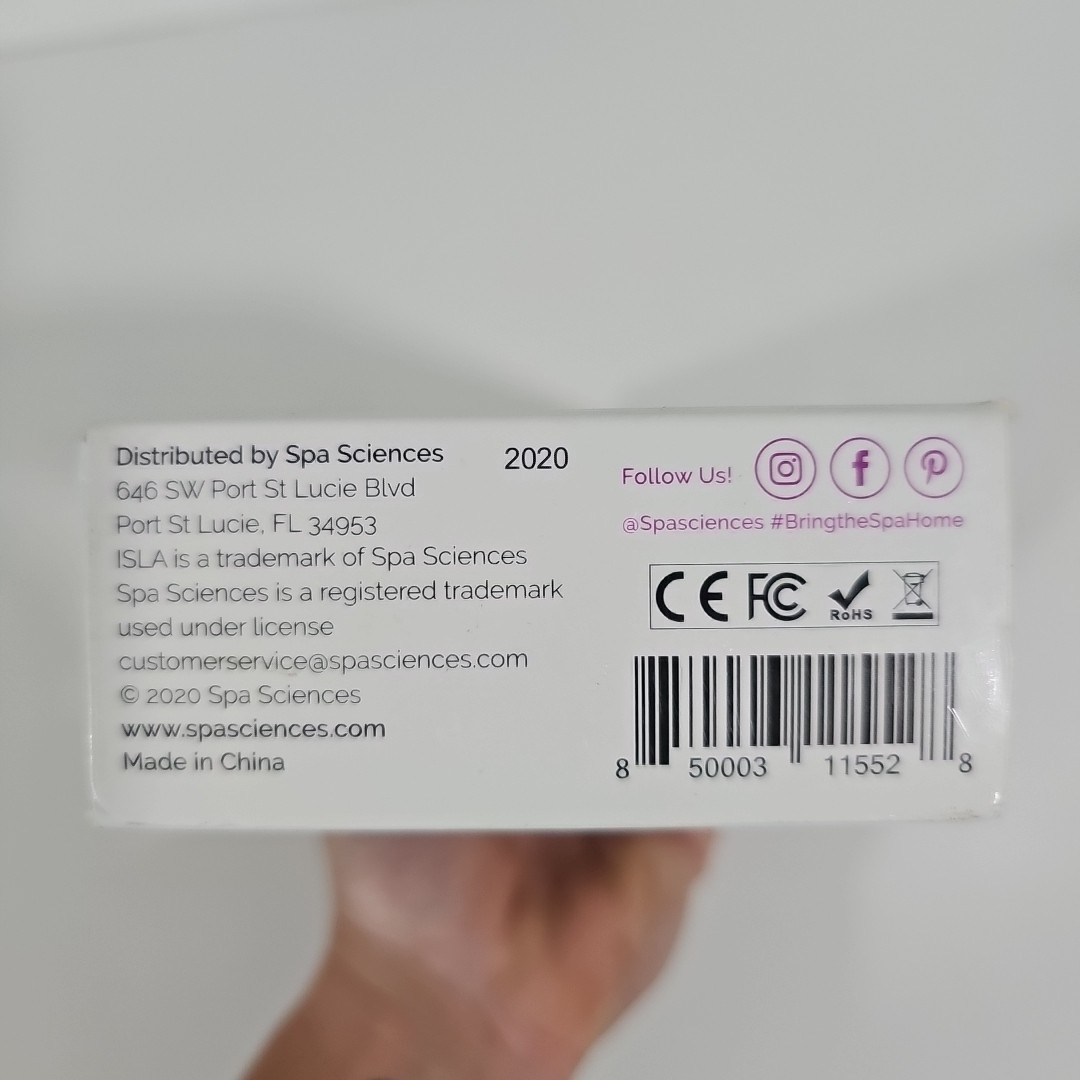 Distributed by Spa Sciences
2020
646 SW Port St Lucie Blvd
Port St Lucie, FL 34953
ISLA is a trademark of Spa Sciences
Spa Sciences is a registered trademark
used under license
customerservice@spasciences.com
© 2020 Spa Sciences
www.spasciences.com
Made in China
Follow Us!
@Spasciences #BringtheSpaHome
CE FC RoHS
8 50003 11552 8